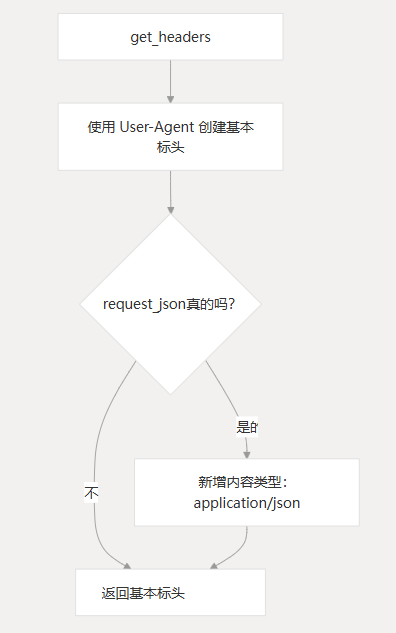 get_headers
使用 User-Agent 创建基本
标头
request_json真的吗?
是的
新增内容类型：
application/json
不
返回基本标头